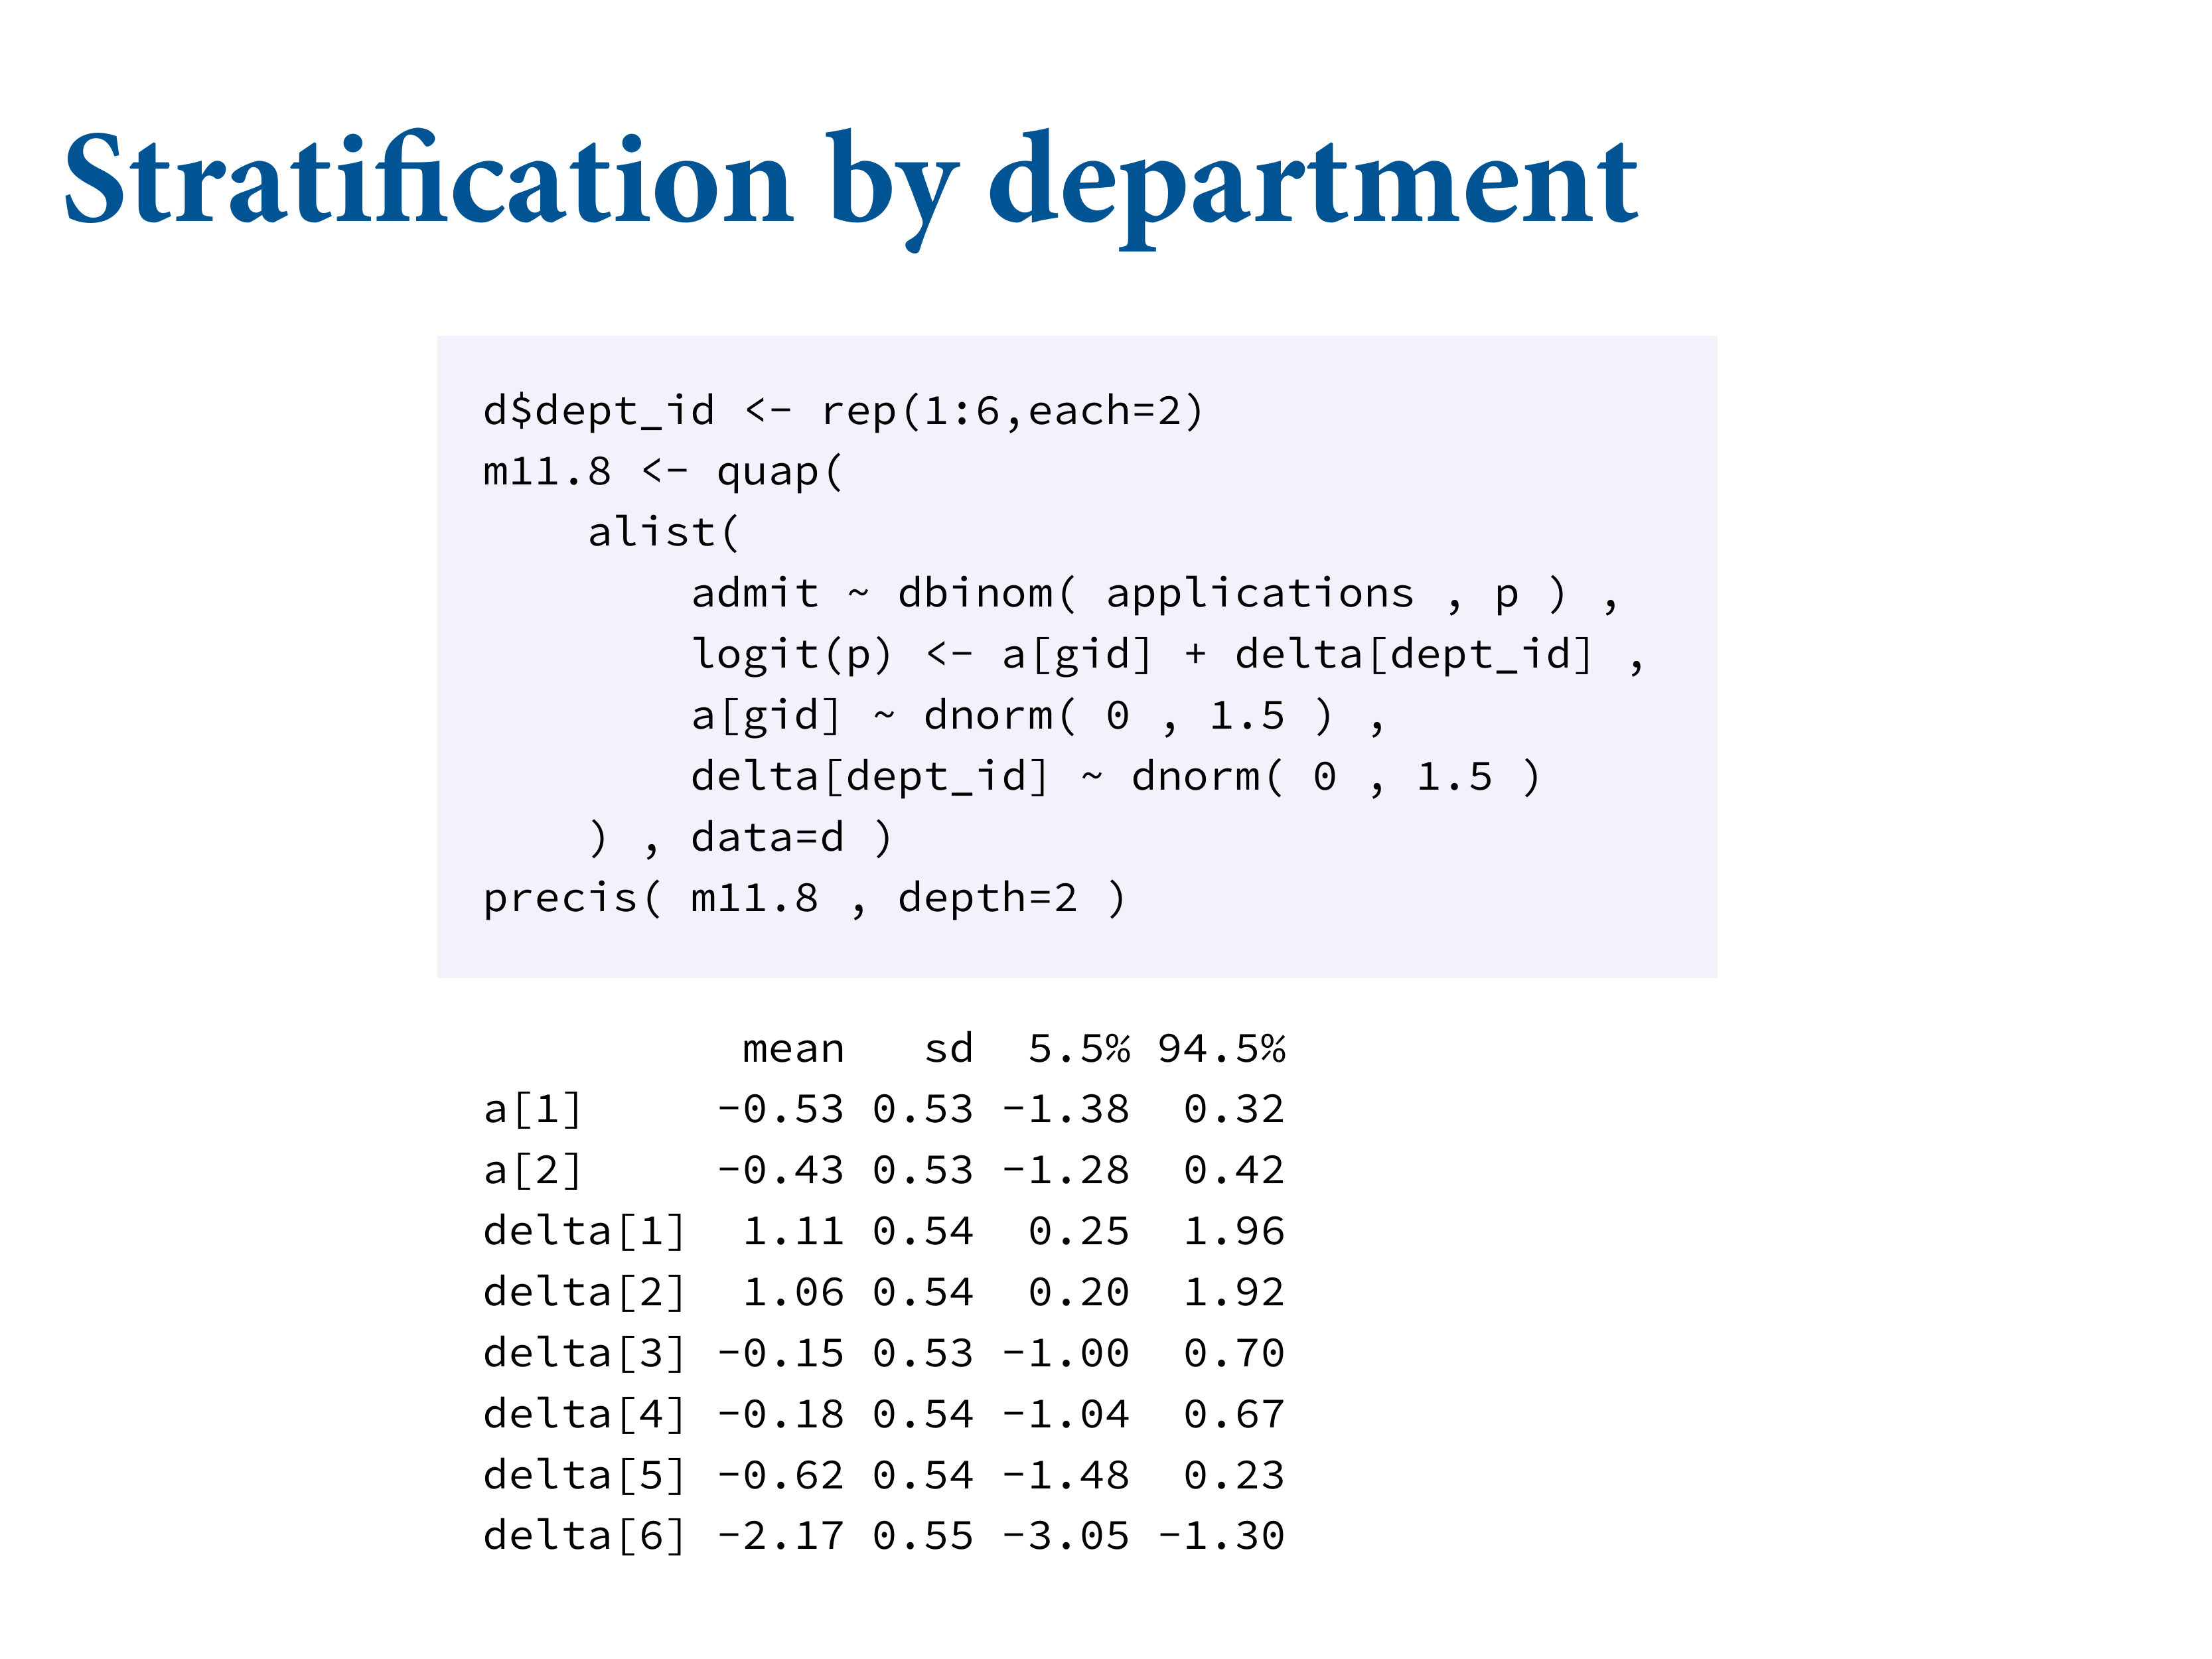 Stratification by department
d$dept_id <- rep(1:6,each=2)
m11.8 <- quap(
    alist(
        admit ~ dbinom( applications , p ) ,
        logit(p) <- a[gid] + delta[dept_id] ,
        a[gid] ~ dnorm( 0 , 1.5 ) ,
        delta[dept_id] ~ dnorm( 0 , 1.5 )
    ) , data=d )
precis( m11.8 , depth=2 )
          mean   sd  5.5% 94.5%
a[1]     -0.53 0.53 -1.38  0.32
a[2]     -0.43 0.53 -1.28  0.42
delta[1]  1.11 0.54  0.25  1.96
delta[2]  1.06 0.54  0.20  1.92
delta[3] -0.15 0.53 -1.00  0.70
delta[4] -0.18 0.54 -1.04  0.67
delta[5] -0.62 0.54 -1.48  0.23
delta[6] -2.17 0.55 -3.05 -1.30